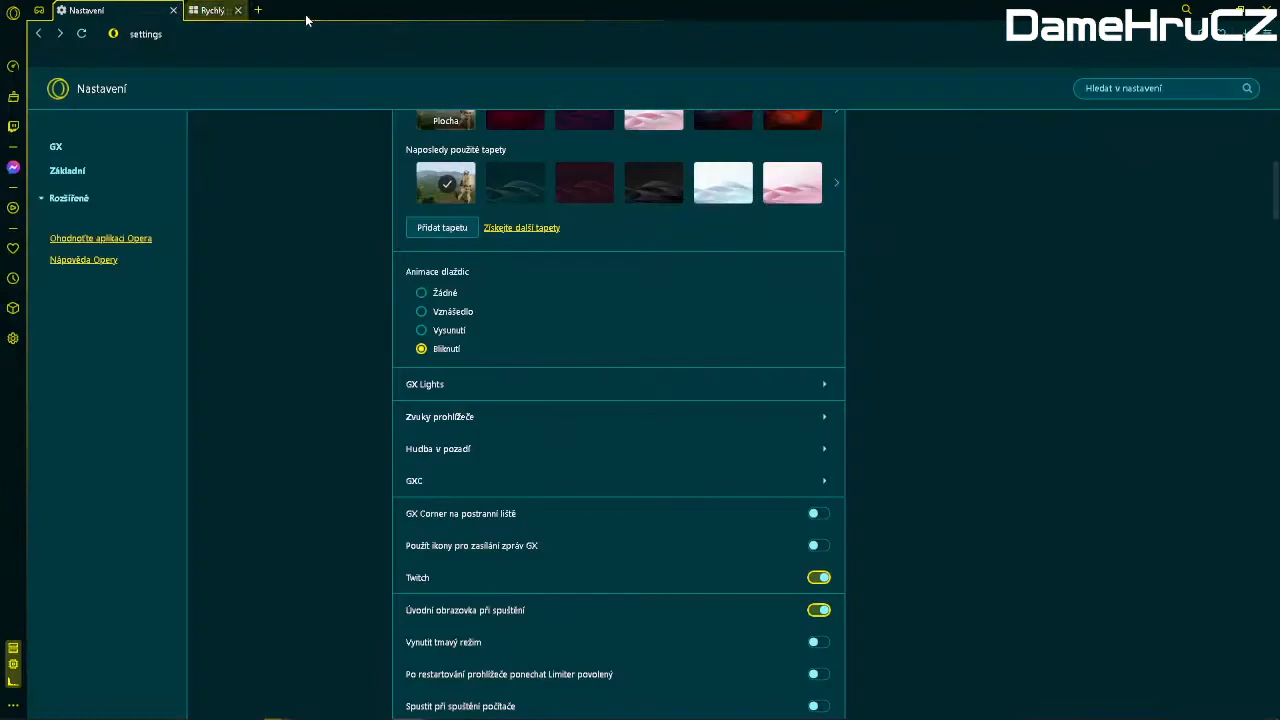 Nastavení
Rychlý
DameHruCZ
settings
Nastavení
Hledat v nastavení
GX
Základní
Rozšířené
Ohodnoťte aplikaci Opera
Nápověda Opery
Plocha
Naposledy použité tapety
Přidat tapetu
Získejte další tapety
Animace dlaždic
Žádné
Vznášedlo
Vysunutí
Bliknutí
GX Lights
Zvuky prohlížeče
Hudba v pozadí
GXC
GX Corner na postranní liště
Použít ikony pro zasílání zpráv GX
Twitch
Úvodní obrazovka při spuštění
Vynutit tmavý režim
Po restartování prohlížeče ponechat Limiter povolený
Spustit při spuštění počítače